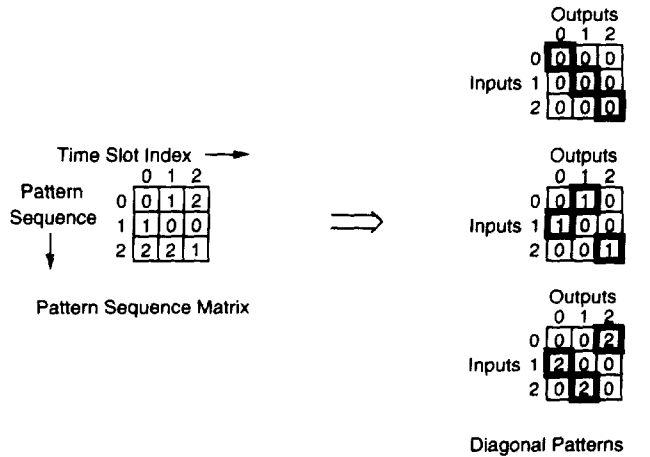 Time Slot Index
0 1 2
Pattern
Sequence
0 0 1 2
1 1 0 0
2 2 2 1
Pattern Sequence Matrix
Outputs
0 1 2
0 0 0 0
Inputs 1 0 0 0
2 0 0 0
Outputs
0 1 2
0 0 1 0
Inputs 1 1 0 0
2 0 0 1
Outputs
0 1 2
0 0 0 2
Inputs 1 2 0 0
2 0 2 0
Diagonal Patterns